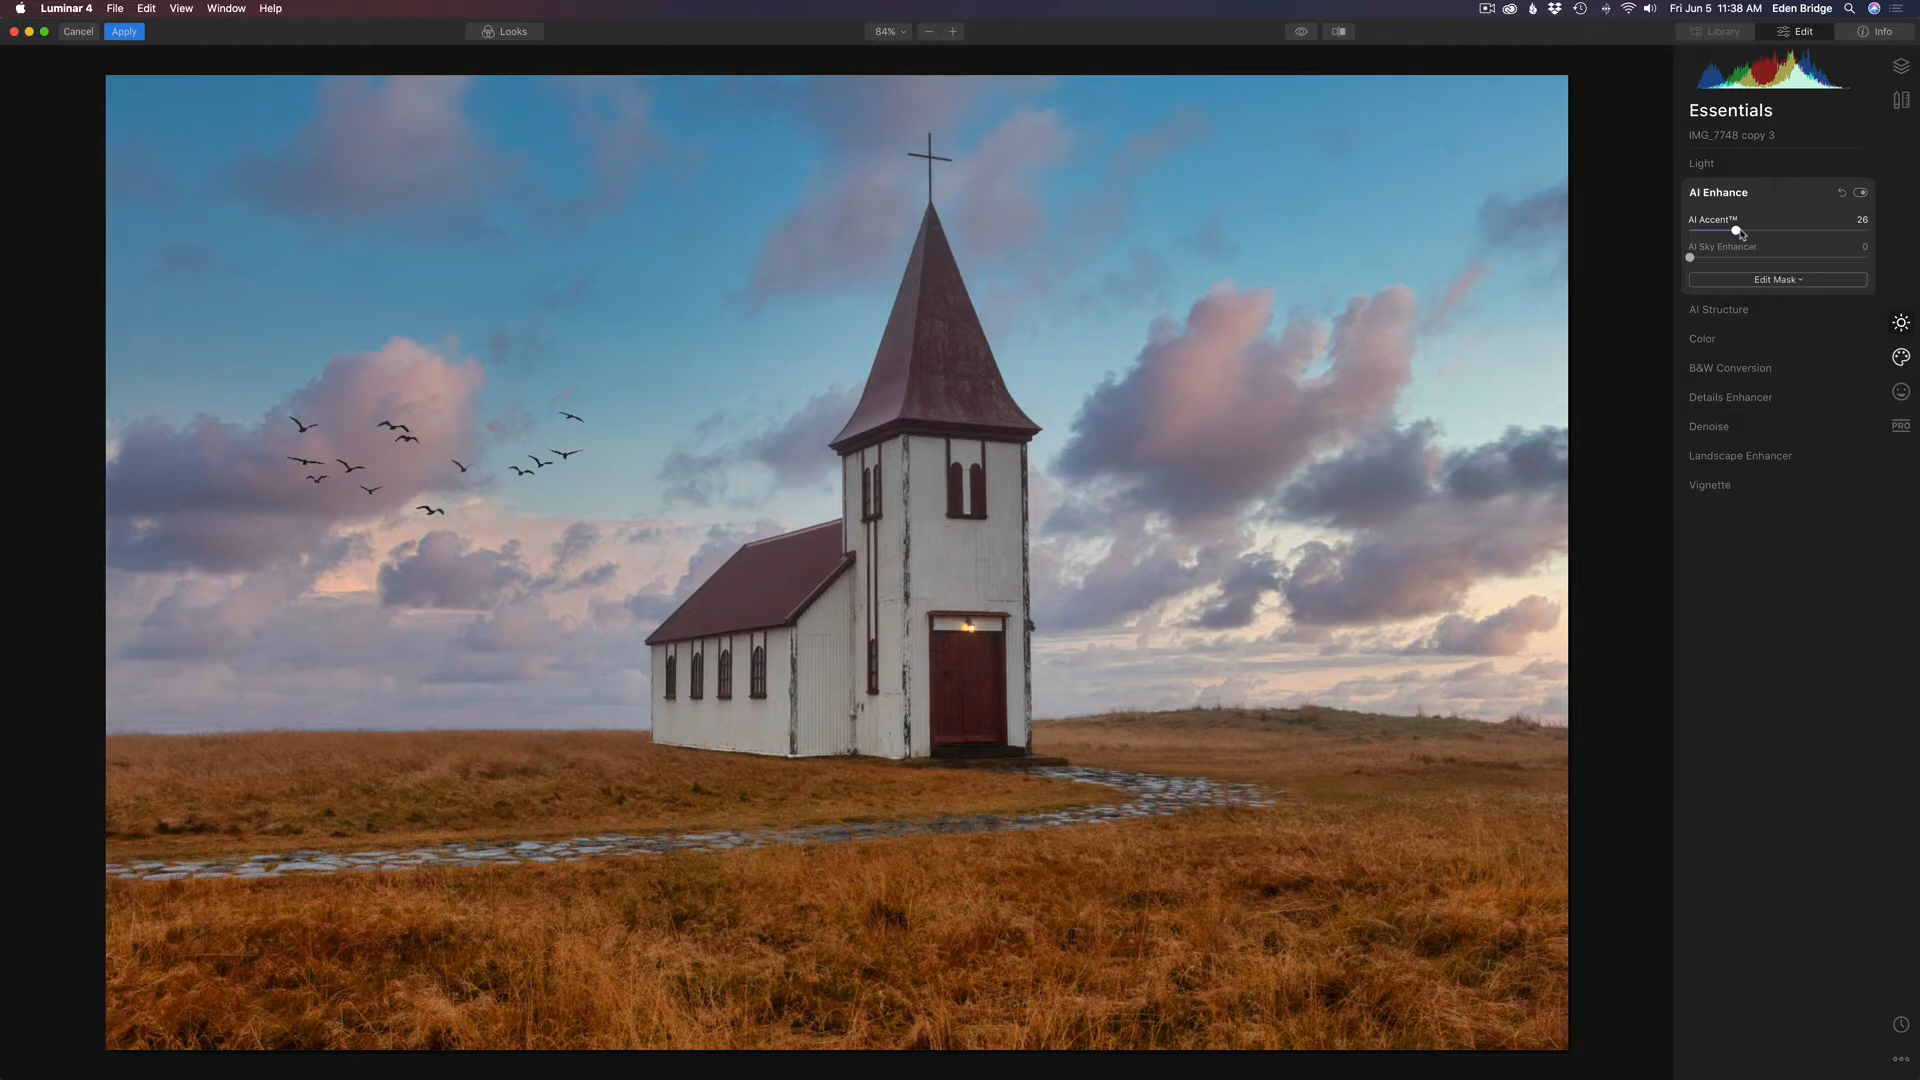 Luminar 4 File Edit View Window Help Fri Jun 5 11:38 AM Eden Bridge
Cancel Apply Looks 84% Library Edit Info
Essentials
IMG_7748 copy 3
Light
AI Enhance
AI Accent™ 26
AI Sky Enhancer 0
Edit Mask
AI Structure
Color
B&W Conversion
Details Enhancer
Denoise
PRO
Landscape Enhancer
Vignette